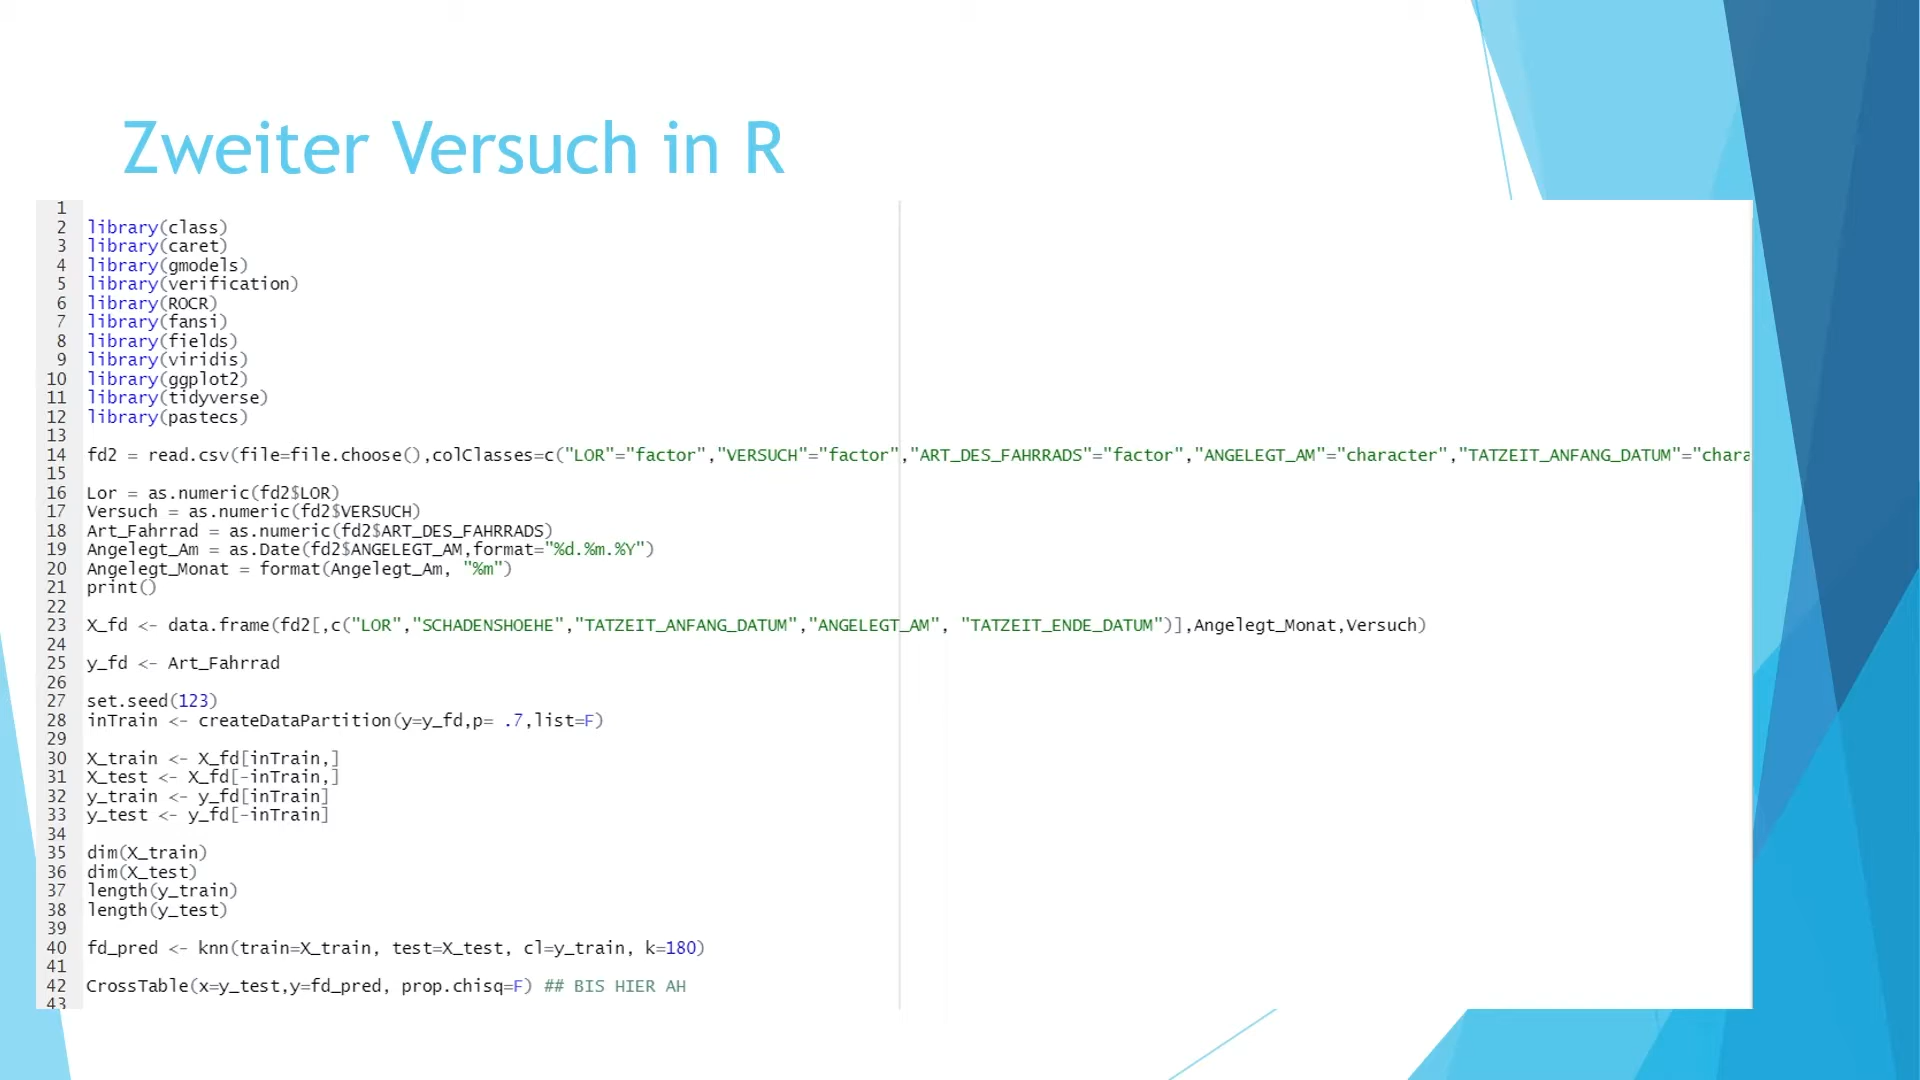 Zweiter Versuch in R
1
2 library(class)
3 library(caret)
4 library(gmodels)
5 library(verification)
6 library(ROCR)
7 library(fansi)
8 library(fields)
9 library(viridis)
10 library(ggplot2)
11 library(tidyverse)
12 library(pastecs)
13
14 fd2 = read.csv(file=file.choose(),colClasses=c("LOR"="factor","VERSUCH"="factor","ART_DES_FAHRRADS"="factor","ANGELEGT_AM"="character","TATZEIT_ANFANG_DATUM"="chara
15
16 Lor = as.numeric(fd2$LOR)
17 Versuch = as.numeric(fd2$VERSUCH)
18 Art_Fahrrad = as.numeric(fd2$ART_DES_FAHRRADS)
19 Angelegt_Am = as.Date(fd2$ANGELEGT_AM,format="%d.%m.%Y")
20 Angelegt_Monat = format(Angelegt_Am, "%m")
21 print()
22
23 X_fd <- data.frame(fd2[,c("LOR","SCHADENSHOEHE","TATZEIT_ANFANG_DATUM","ANGELEGT_AM", "TATZEIT_ENDE_DATUM")],Angelegt_Monat,Versuch)
24
25 y_fd <- Art_Fahrrad
26
27 set.seed(123)
28 inTrain <- createDataPartition(y=y_fd,p= .7,list=F)
29
30 X_train <- X_fd[inTrain,]
31 X_test <- X_fd[-inTrain,]
32 y_train <- y_fd[inTrain]
33 y_test <- y_fd[-inTrain]
34
35 dim(X_train)
36 dim(X_test)
37 length(y_train)
38 length(y_test)
39
40 fd_pred <- knn(train=X_train, test=X_test, cl=y_train, k=180)
41
42 CrossTable(x=y_test,y=fd_pred, prop.chisq=F) ## BIS HIER AH
43